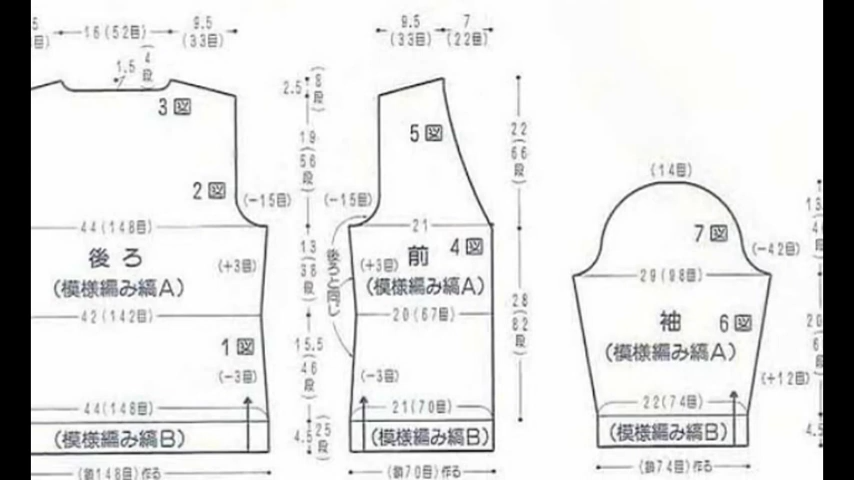 16(52目)
9.5
(33目)
1.5
(4段)
3図
2図
(-15目)
44(148目)
後ろ
(+3目)
(模様編み縞A)
42(142目)
1図
(-3目)
44(148目)
(模様編み縞B)
(鎖148目)作る
2.5
(8段)
19
(56段)
13
(38段)
15.5
(46段)
4.5
(25段)
9.5
(33目)
7
(22目)
5図
(-15目)
21
前
4図
後ろと同じ
(+3目)
(模様編み縞A)
20(67目)
(-3目)
21(70目)
(模様編み縞B)
(鎖70目)作る
22
(66段)
28
(82段)
(14目)
7図
(-42目)
29(98目)
袖
6図
(模様編み縞A)
(+12目)
22(74目)
(模様編み縞B)
(鎖74目)作る
13
20
4.5